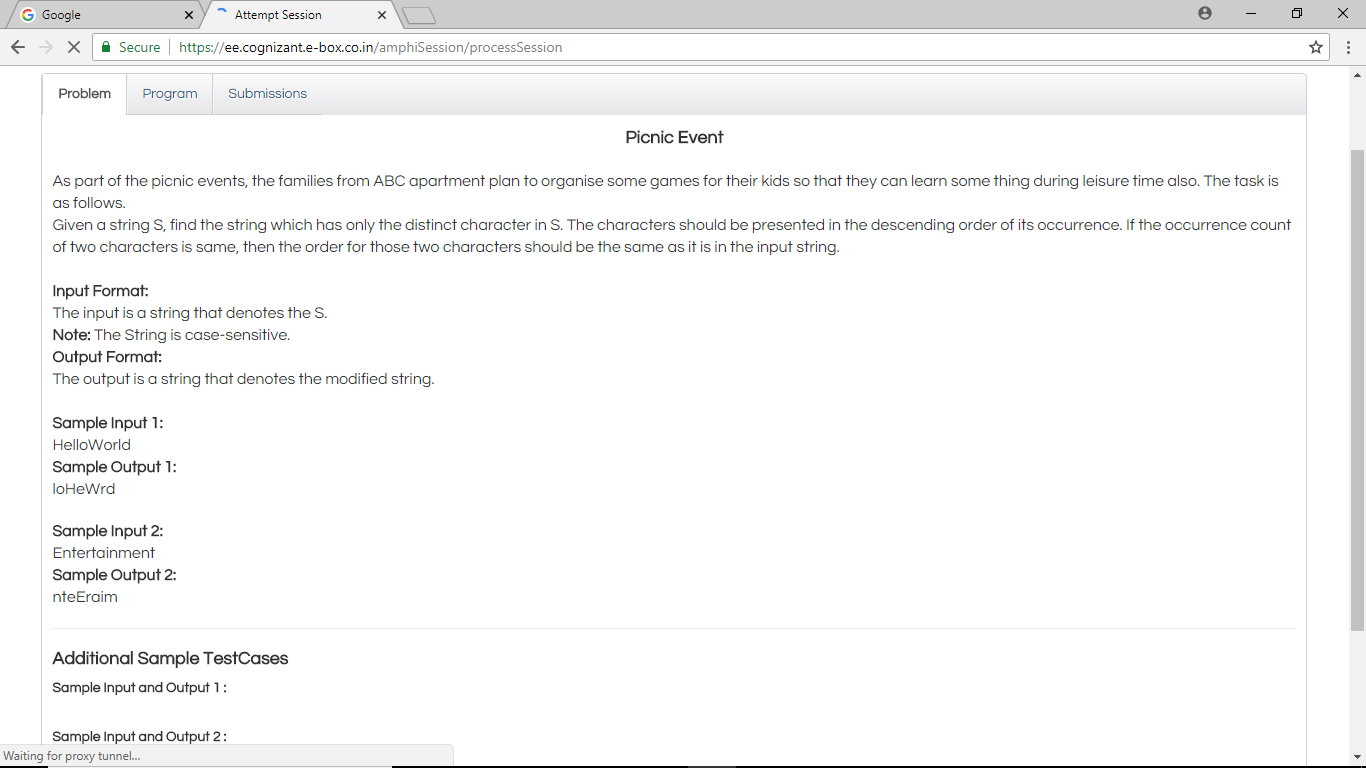 Google
Attempt Session
Secure
https://ee.cognizant.e-box.co.in/amphiSession/processSession
Problem
Program
Submissions
Picnic Event
As part of the picnic events, the families from ABC apartment plan to organise some games for their kids so that they can learn some thing during leisure time also. The task is
as follows.
Given a string S, find the string which has only the distinct character in S. The characters should be presented in the descending order of its occurrence. If the occurrence count
of two characters is same, then the order for those two characters should be the same as it is in the input string.
Input Format:
The input is a string that denotes the S.
Note: The String is case-sensitive.
Output Format:
The output is a string that denotes the modified string.
Sample Input 1:
HelloWorld
Sample Output 1:
loHeWrd
Sample Input 2:
Entertainment
Sample Output 2:
nteEraim
Additional Sample TestCases
Sample Input and Output 1 :
Sample Input and Output 2 :
Waiting for proxy tunnel...